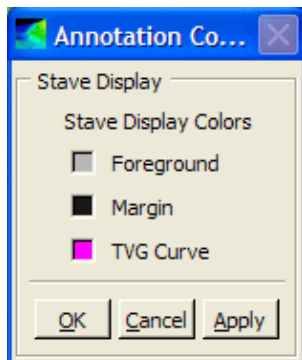 Annotation Co...
Stave Display
Stave Display Colors
Foreground
Margin
TVG Curve
OK Cancel Apply